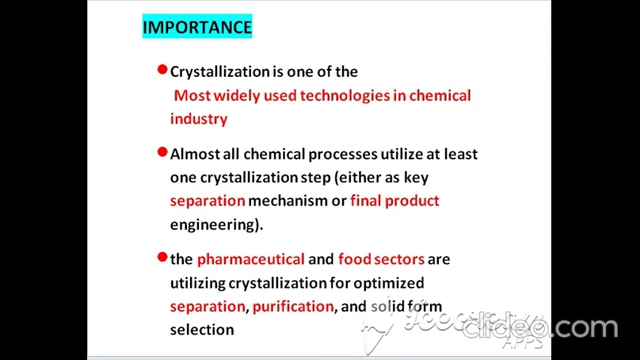 IMPORTANCE
Crystallization is one of the
Most widely used technologies in chemical
industry
Almost all chemical processes utilize at least
one crystallization step (either as key
separation mechanism or final product
engineering).
the pharmaceutical and food sectors are
utilizing crystallization for optimized
separation, purification, and solid form
selection
clideo.com
APPS